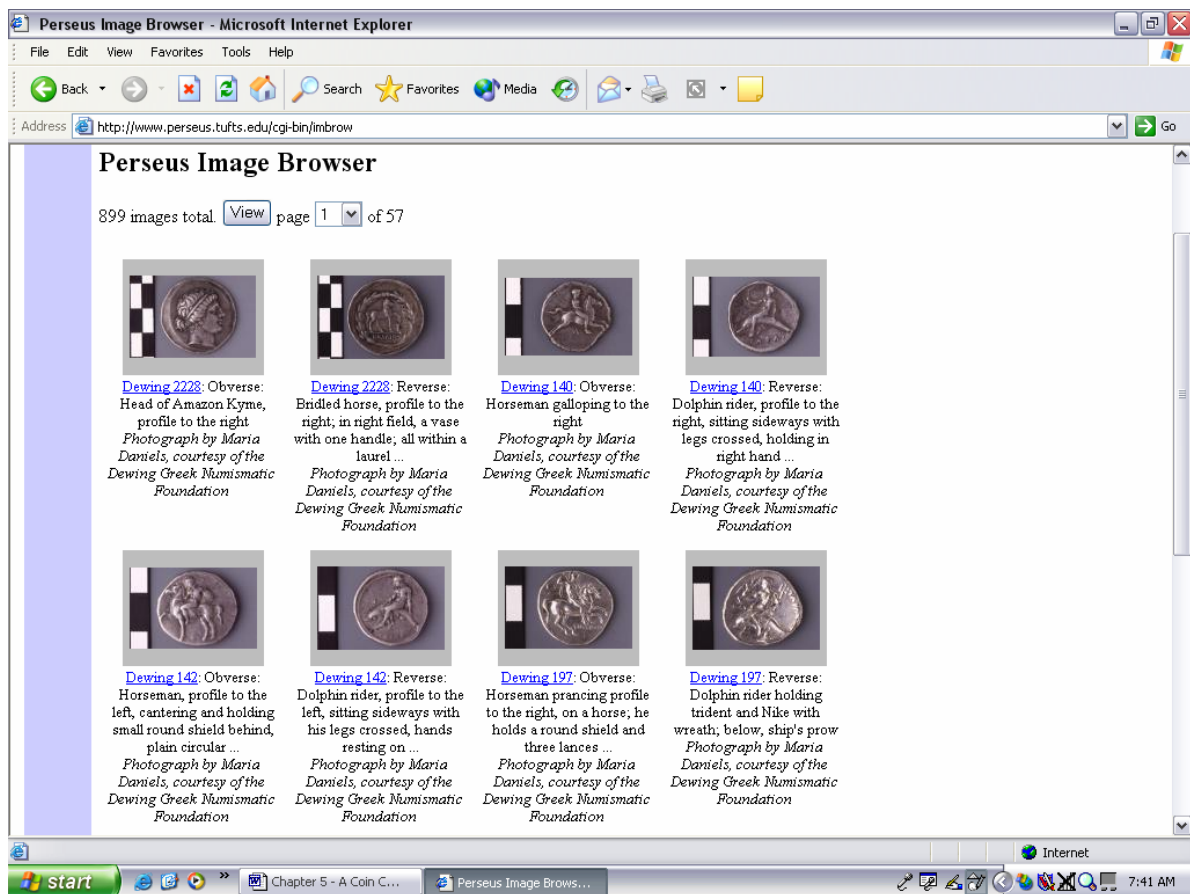 Perseus Image Browser - Microsoft Internet Explorer
File Edit View Favorites Tools Help
Back Search Favorites Media
Address http://www.perseus.tufts.edu/cgi-bin/imbrow Go
Perseus Image Browser
899 images total. View page 1 of 57
Dewing 2228: Obverse:
Head of Amazon Kyme,
profile to the right
Photograph by Maria
Daniels, courtesy of the
Dewing Greek Numismatic
Foundation
Dewing 2228: Reverse:
Bridled horse, profile to the
right; in right field, a vase
with one handle; all within a
laurel ...
Photograph by Maria
Daniels, courtesy of the
Dewing Greek Numismatic
Foundation
Dewing 140: Obverse:
Horseman galloping to the
right
Photograph by Maria
Daniels, courtesy of the
Dewing Greek Numismatic
Foundation
Dewing 140: Reverse:
Dolphin rider, profile to the
right, sitting sideways with
legs crossed, holding in
right hand ...
Photograph by Maria
Daniels, courtesy of the
Dewing Greek Numismatic
Foundation
Dewing 142: Obverse:
Horseman, profile to the
left, cantering and holding
small round shield behind,
plain circular ...
Photograph by Maria
Daniels, courtesy of the
Dewing Greek Numismatic
Foundation
Dewing 142: Reverse:
Dolphin rider, profile to the
left, sitting sideways with
his legs crossed, hands
resting on ...
Photograph by Maria
Daniels, courtesy of the
Dewing Greek Numismatic
Foundation
Dewing 197: Obverse:
Horseman prancing profile
to the right, on a horse; he
holds a round shield and
three lances ...
Photograph by Maria
Daniels, courtesy of the
Dewing Greek Numismatic
Foundation
Dewing 197: Reverse:
Dolphin rider holding
trident and Nike with
wreath; below, ship's prow
Photograph by Maria
Daniels, courtesy of the
Dewing Greek Numismatic
Foundation
Internet
start » Chapter 5 - A Coin C... Perseus Image Brows... 7:41 AM